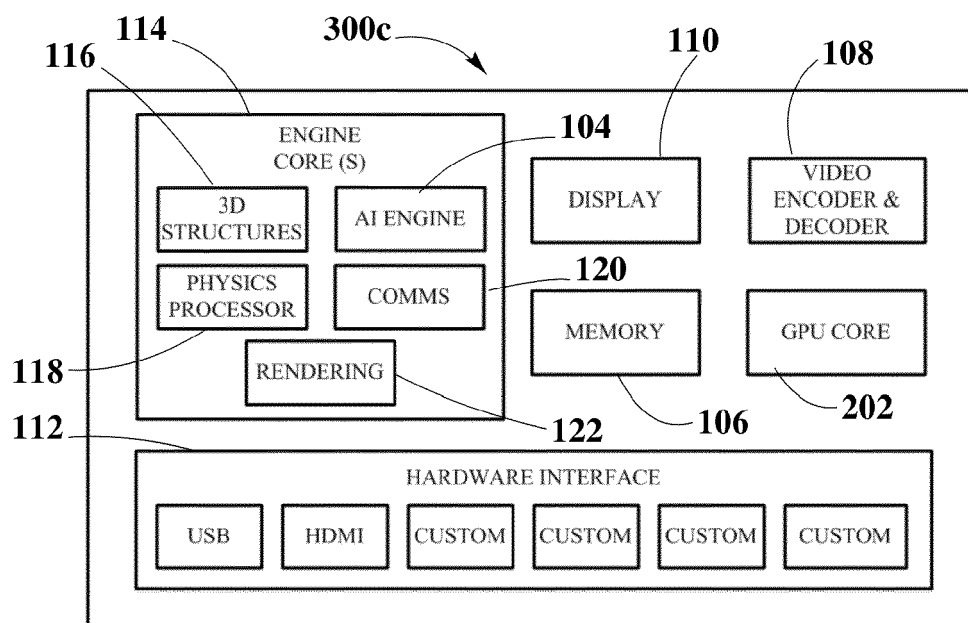 114
300c
110
108
116
ENGINE
CORE (S)
104
3D
STRUCTURES
AI ENGINE
DISPLAY
VIDEO
ENCODER &
DECODER
PHYSICS
PROCESSOR
COMMS
120
MEMORY
GPU CORE
118
RENDERING
112
122
106
202
HARDWARE INTERFACE
USB
HDMI
CUSTOM
CUSTOM
CUSTOM
CUSTOM